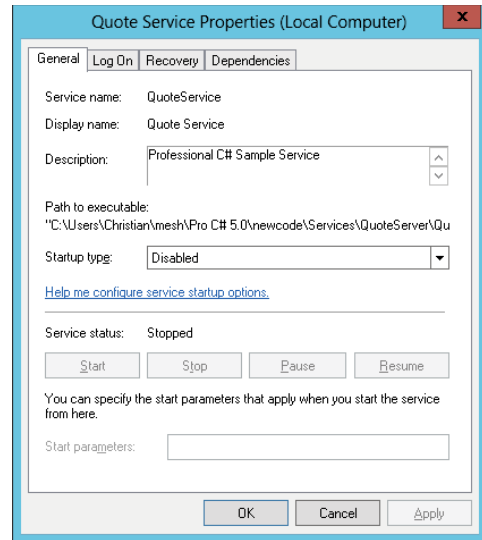 Quote Service Properties (Local Computer)
x
General Log On Recovery Dependencies
Service name: QuoteService
Display name: Quote Service
Description: Professional C# Sample Service
Path to executable:
"C:\Users\Christian\mesh\Pro C# 5.0\newcode\Services\QuoteServer\Qu
Startup type: Disabled
Help me configure service startup options.
Service status: Stopped
Start Stop Pause Resume
You can specify the start parameters that apply when you start the service
from here.
Start parameters:
OK Cancel Apply